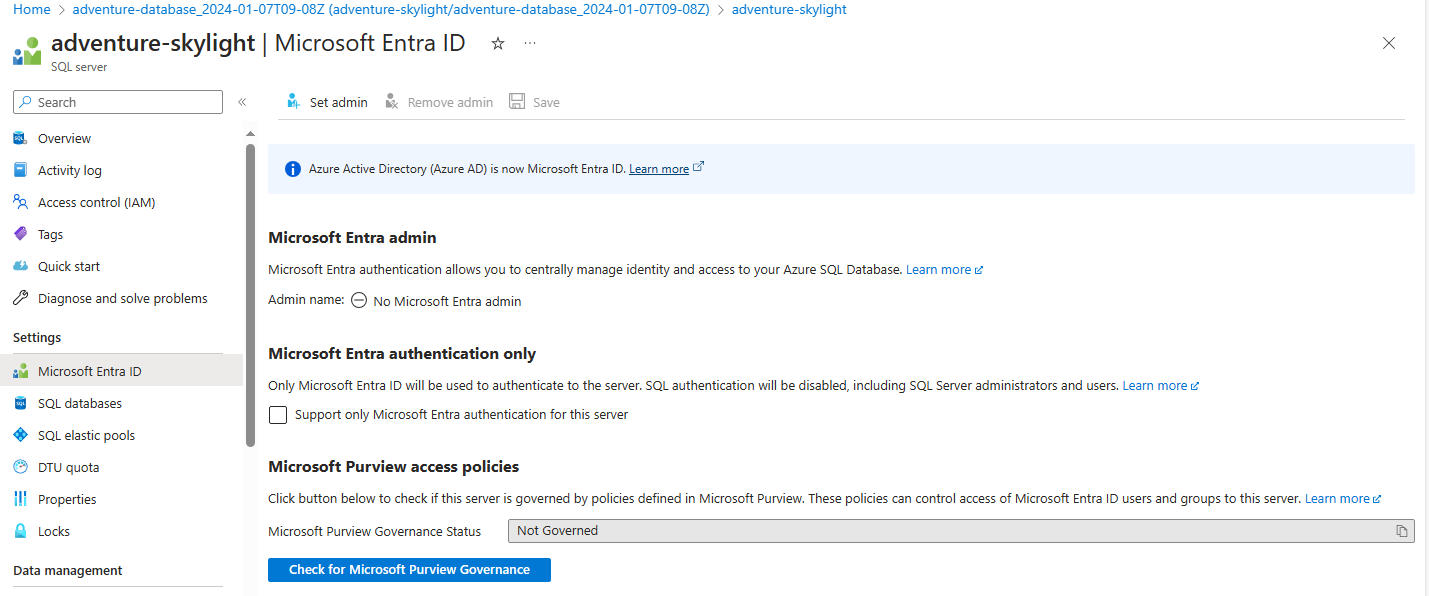 Home > adventure-database_2024-01-07T09-08Z (adventure-skylight/adventure-database_2024-01-07T09-08Z) > adventure-skylight
adventure-skylight | Microsoft Entra ID
SQL server
Search
Set admin
Remove admin
Save
Overview
Activity log
Access control (IAM)
Tags
Quick start
Diagnose and solve problems
Settings
Microsoft Entra ID
SQL databases
SQL elastic pools
DTU quota
Properties
Locks
Data management
Azure Active Directory (Azure AD) is now Microsoft Entra ID. Learn more
Microsoft Entra admin
Microsoft Entra authentication allows you to centrally manage identity and access to your Azure SQL Database. Learn more
Admin name: No Microsoft Entra admin
Microsoft Entra authentication only
Only Microsoft Entra ID will be used to authenticate to the server. SQL authentication will be disabled, including SQL Server administrators and users. Learn more
Support only Microsoft Entra authentication for this server
Microsoft Purview access policies
Click button below to check if this server is governed by policies defined in Microsoft Purview. These policies can control access of Microsoft Entra ID users and groups to this server. Learn more
Microsoft Purview Governance Status Not Governed
Check for Microsoft Purview Governance